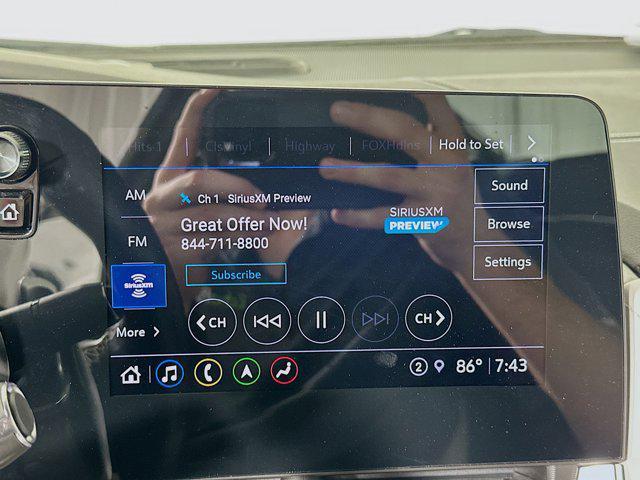 Hits 1 Clsvinyl Highway FOXHdlns Hold to Set
AM
Ch 1 SiriusXM Preview
Sound
Great Offer Now!
SIRIUSXM
PREVIEW
FM
844-711-8800
Browse
Subscribe
Settings
SiriusXM
More
CH
CH
2 86° 7:43